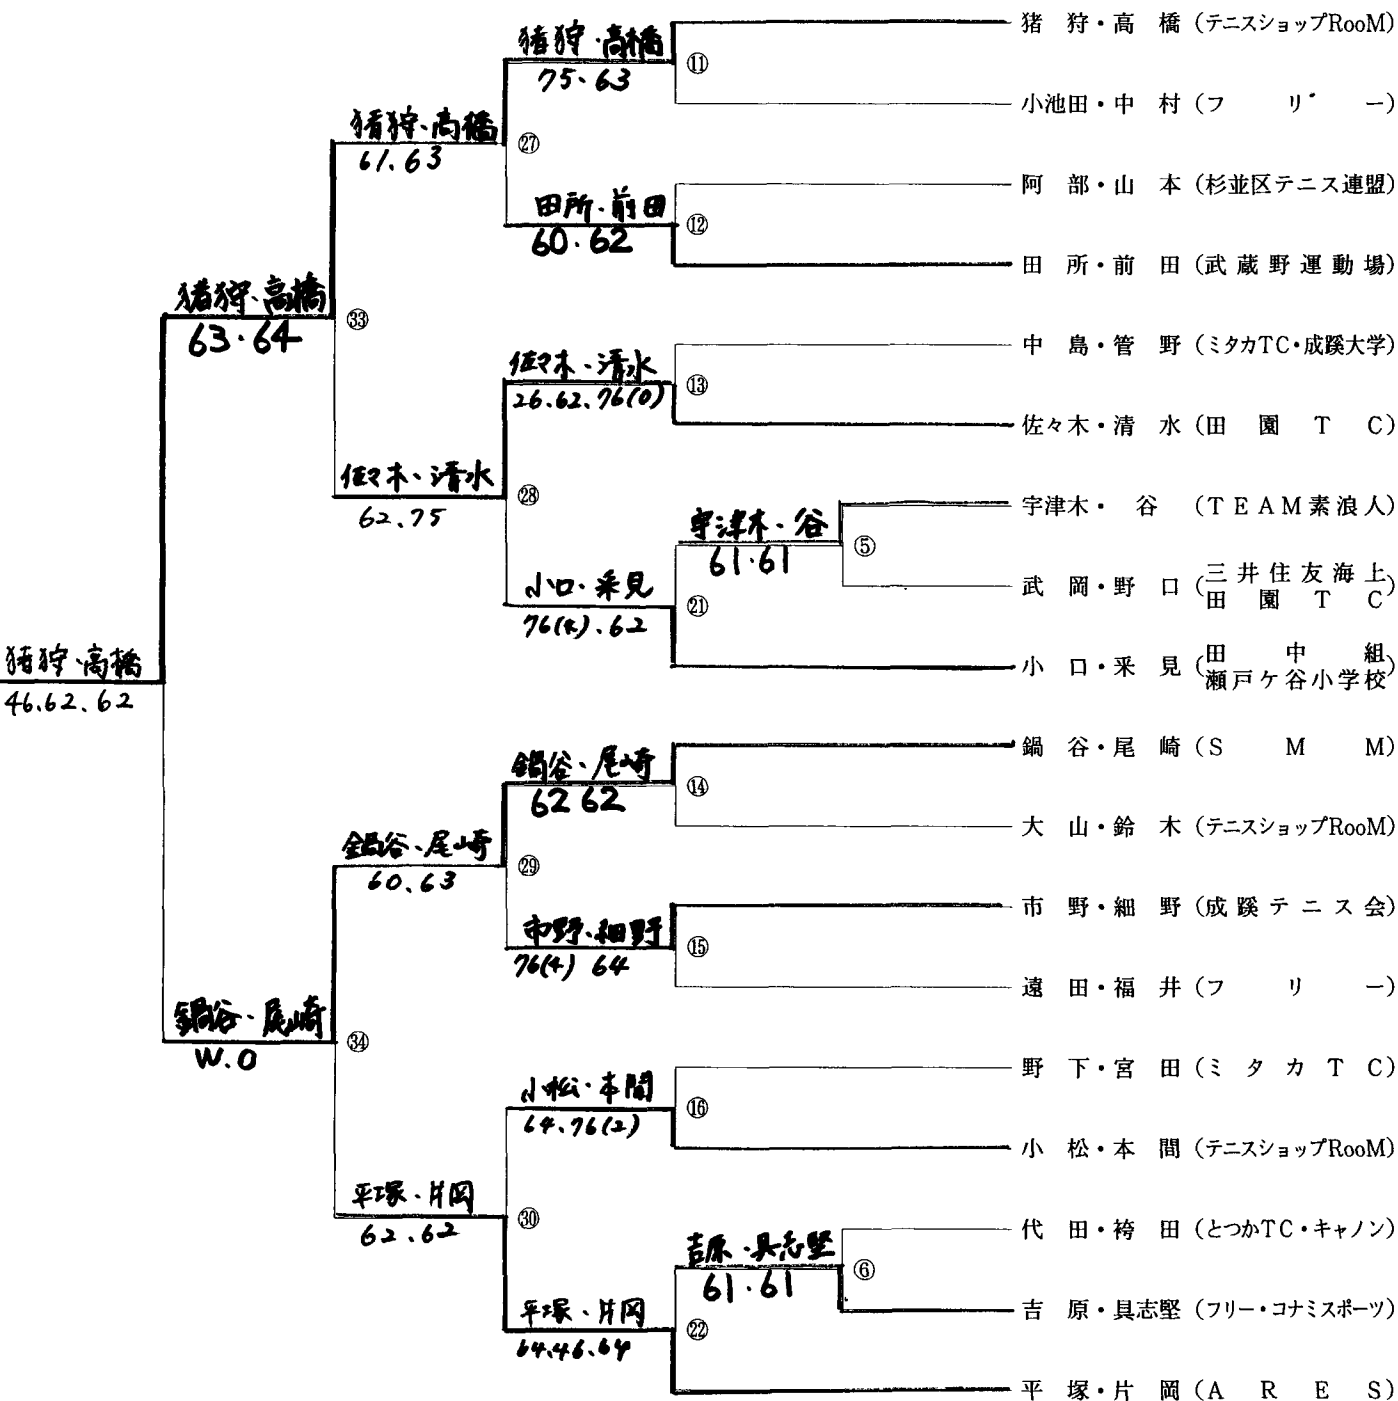 猪狩・高橋（テニスショップRooM）
猪狩・高橋
75.63
⑪
小池田・中村（フリー）
猪狩・高橋
61.63
㉗
阿部・山本（杉並区テニス連盟）
田所・前田
60.62
⑫
田所・前田（武蔵野運動場）
猪狩・高橋
63.64
㉝
中島・管野（ミタカTC・成蹊大学）
佐々木・清水
26.62.76(0)
⑬
佐々木・清水（田園TC）
佐々木・清水
62.75
㉘
宇津木・谷（TEAM素浪人）
宇津木・谷
61.61
⑤
武岡・野口（三井住友海上
田園TC）
小口・采見
76(4).62
㉑
小口・采見（田中組
瀬戸ケ谷小学校）
猪狩・高橋
46.62.62
鍋谷・尾崎（SMM）
鍋谷・尾崎
62 62
⑭
大山・鈴木（テニスショップRooM）
鍋谷・尾崎
60.63
㉙
市野・細野（成蹊テニス会）
市野・細野
76(4) 64
⑮
遠田・福井（フリー）
鍋谷・尾崎
W.O
㉞
野下・宮田（ミタカTC）
小松・本間
64.76(2)
⑯
小松・本間（テニスショップRooM）
平塚・片岡
62.62
㉚
代田・袴田（とつかTC・キャノン）
吉原・具志堅
61.61
⑥
吉原・具志堅（フリー・コナミスポーツ）
平塚・片岡
64.46.64
㉒
平塚・片岡（ARES）